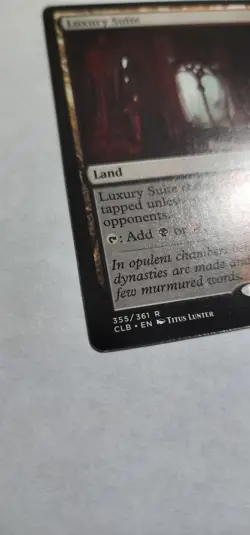 Luxury Suite
Land
Luxury Suite
tapped unles
opponents.
: Add or
In opulent chambers,
dynasties are made and
few murmured words.
355/361 R
CLB • EN Titus Lunter